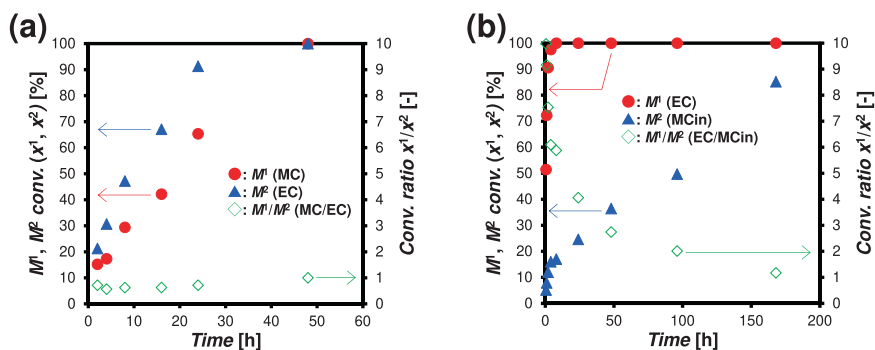 (a)
M¹, M² conv. (x¹, x²) [%]
100
90
80
70
60
50
40
30
20
10
0
0 10 20 30 40 50 60
Time [h]
10
9
8
7
6
5
4
3
2
1
0
Conv. ratio x¹/x² [-]
: M¹ (MC)
: M² (EC)
: M¹/M² (MC/EC)
(b)
M¹, M² conv. (x¹, x²) [%]
100
90
80
70
60
50
40
30
20
10
0
0 50 100 150 200
Time [h]
10
9
8
7
6
5
4
3
2
1
0
Conv. ratio x¹/x² [-]
: M¹ (EC)
: M² (MCin)
: M¹/M² (EC/MCin)